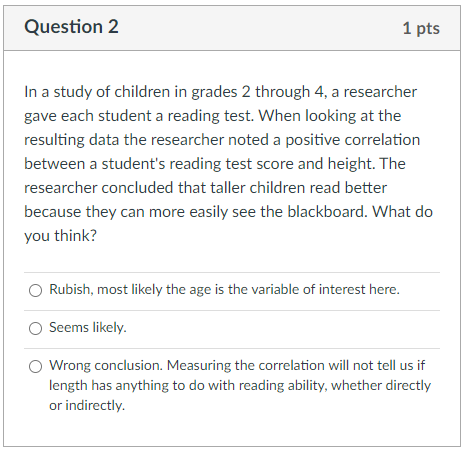 Question 2
1 pts
In a study of children in grades 2 through 4, a researcher
gave each student a reading test. When looking at the
resulting data the researcher noted a positive correlation
between a student's reading test score and height. The
researcher concluded that taller children read better
because they can more easily see the blackboard. What do
you think?
Rubish, most likely the age is the variable of interest here.
Seems likely.
Wrong conclusion. Measuring the correlation will not tell us if
length has anything to do with reading ability, whether directly
or indirectly.